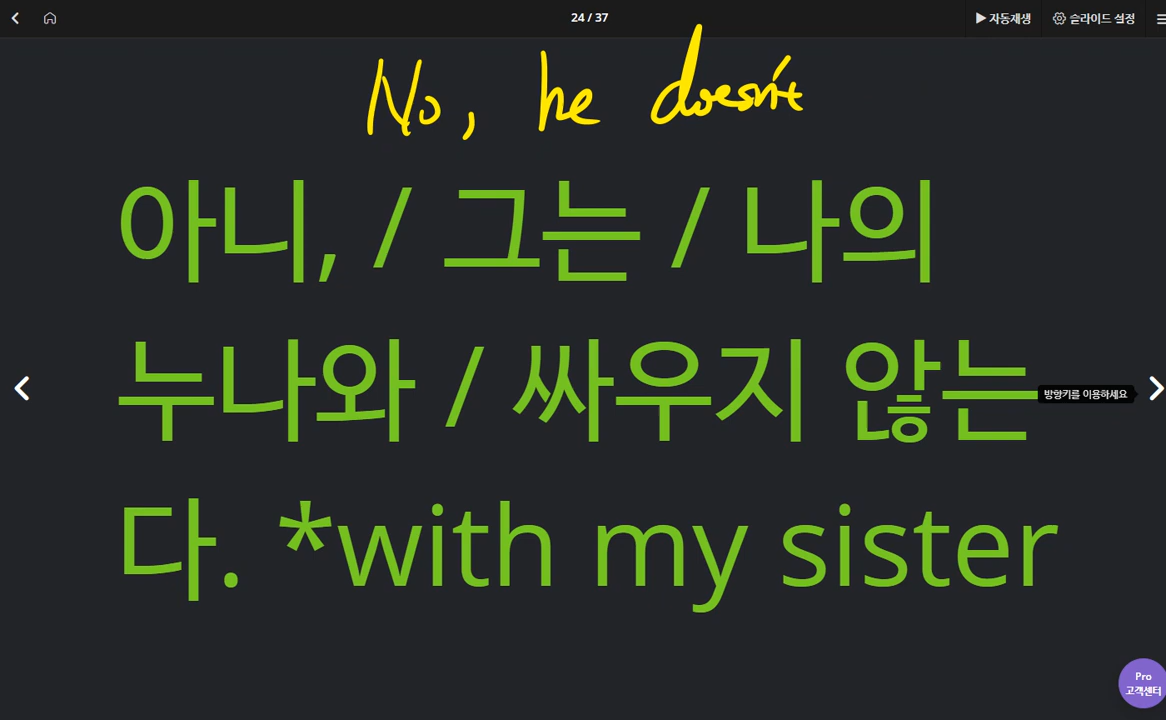 24 / 37
▶ 자동재생
슬라이드 설정
No, he doesn't
아니, / 그는 / 나의
누나와 / 싸우지 않는
방향키를 이용하세요
다. *with my sister
Pro
고객센터